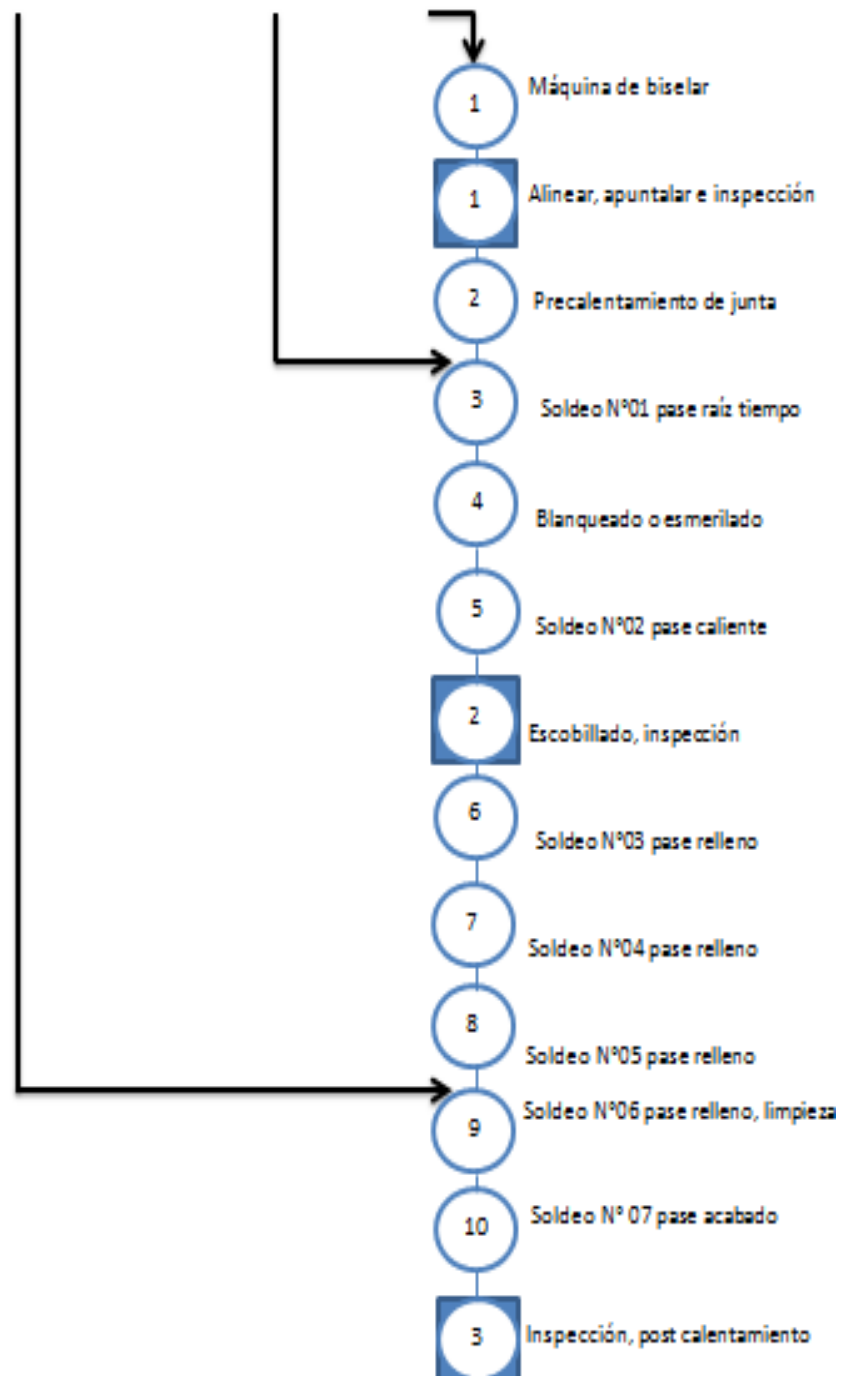 1 Máquina de biselar
1 Alinear, apuntalar e inspección
2 Precalentamiento de junta
3 Soldeo N°01 pase raíz tiempo
4 Blanqueado o esmerilado
5 Soldeo N°02 pase caliente
2 Escobillado, inspección
6 Soldeo N°03 pase relleno
7 Soldeo N°04 pase relleno
8 Soldeo N°05 pase relleno
9 Soldeo N°06 pase relleno, limpieza
10 Soldeo N° 07 pase acabado
3 Inspección, post calentamiento